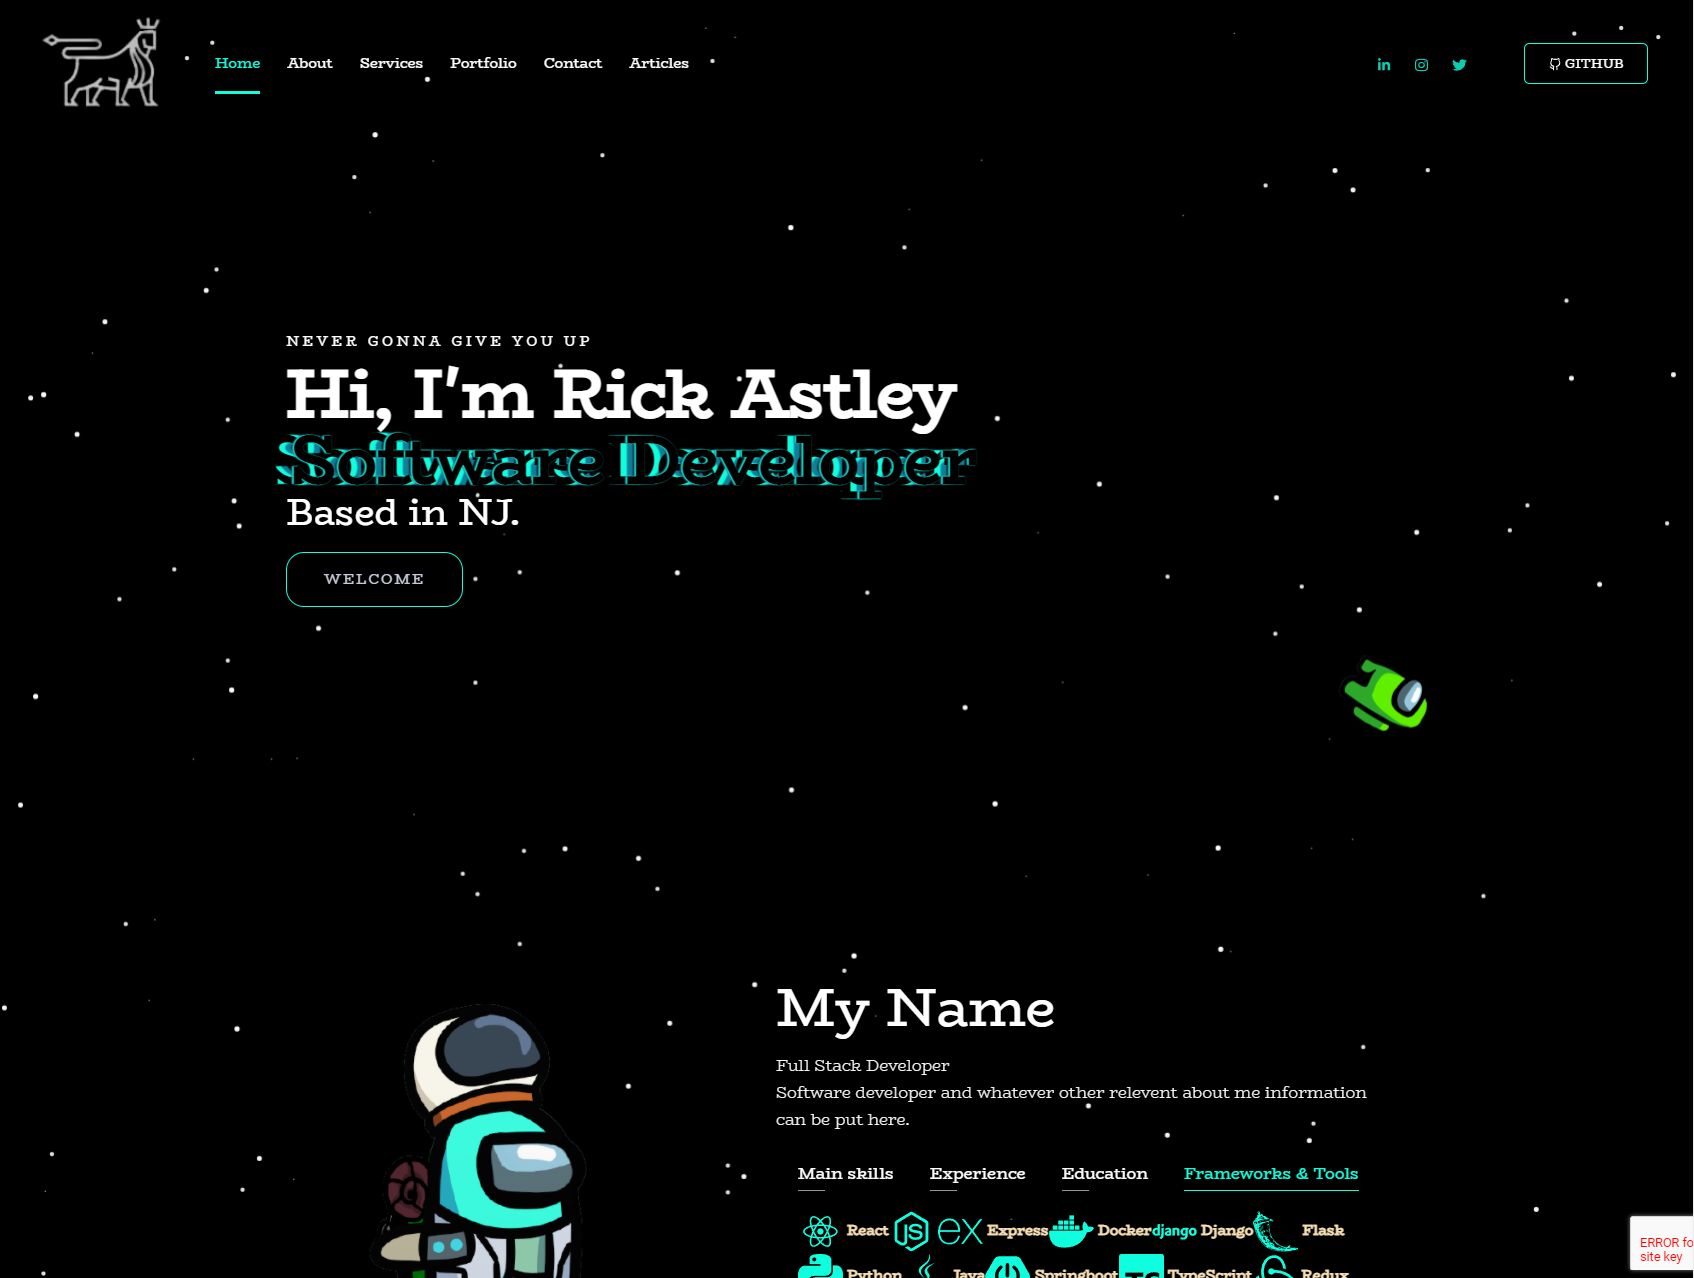 Home About Services Portfolio Contact Articles
GITHUB
NEVER GONNA GIVE YOU UP
Hi, I'm Rick Astley
Software Developer
Based in NJ.
WELCOME
My Name
Full Stack Developer
Software developer and whatever other relevent about me information
can be put here.
Main skills Experience Education Frameworks & Tools
React JS ex Express Docker django Django Flask
Python Java Springboot TS TypeScript Redux
ERROR fo
site key